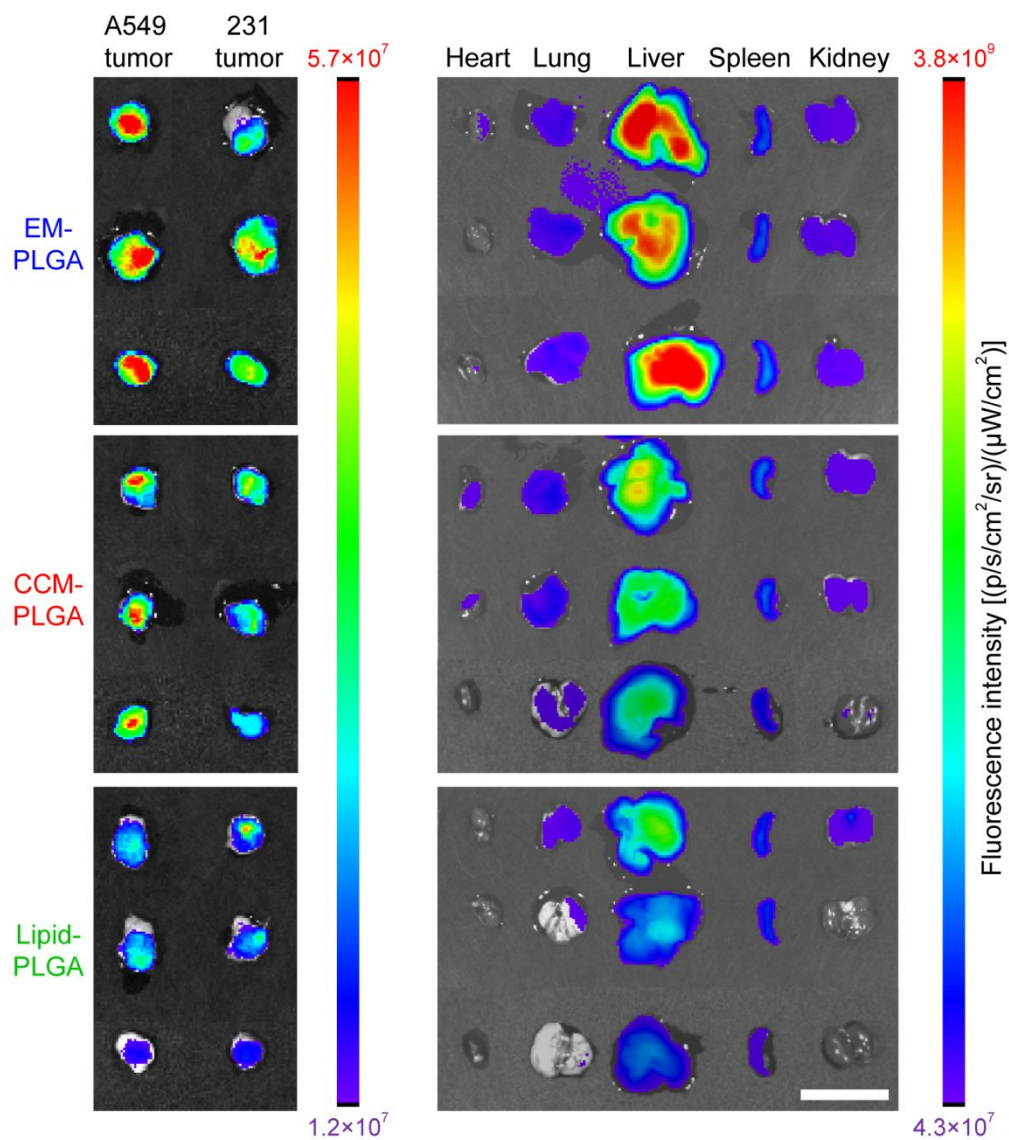 A549
tumor
231
tumor
5.7×10⁷
Heart Lung Liver Spleen Kidney
3.8×10⁹
EM-
PLGA
CCM-
PLGA
Lipid-
PLGA
1.2×10⁷
4.3×10⁷
Fluorescence intensity [(p/s/cm²/sr)/(µW/cm²)]